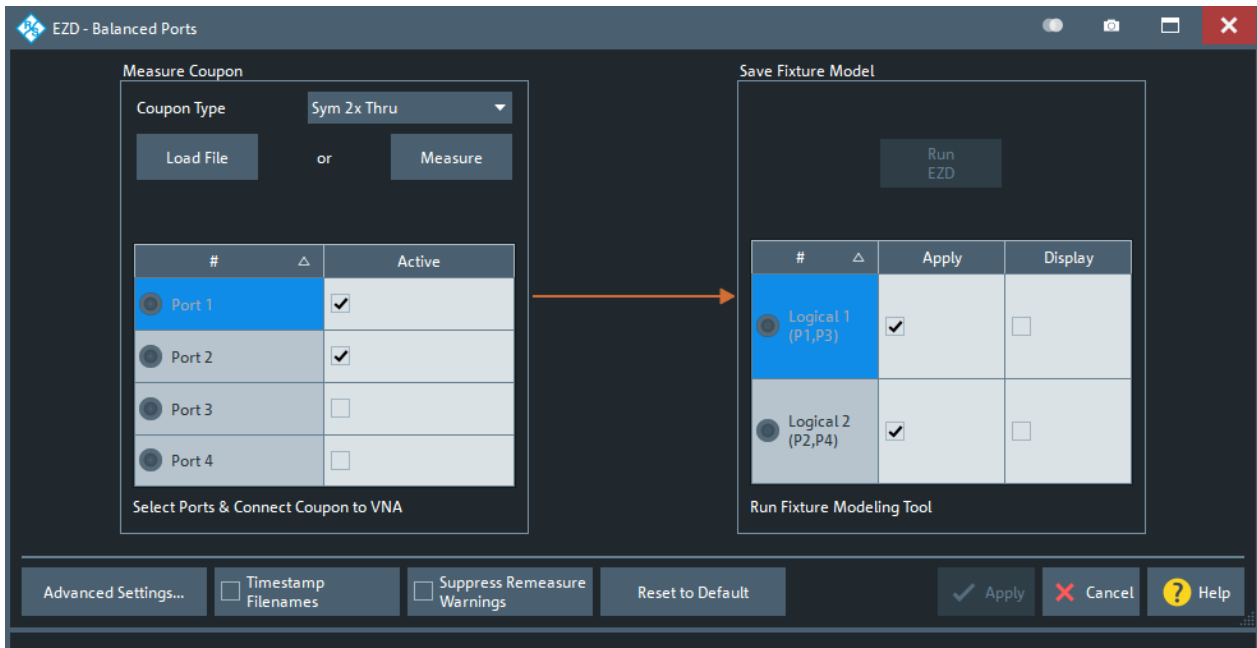 EZD - Balanced Ports
Measure Coupon
Coupon Type
Sym 2x Thru
Load File
or
Measure
# Active
Port 1
Port 2
Port 3
Port 4
Select Ports & Connect Coupon to VNA
Save Fixture Model
Run
EZD
# Apply Display
Logical 1
(P1,P3)
Logical 2
(P2,P4)
Run Fixture Modeling Tool
Advanced Settings...
Timestamp
Filenames
Suppress Remeasure
Warnings
Reset to Default
Apply
Cancel
? Help